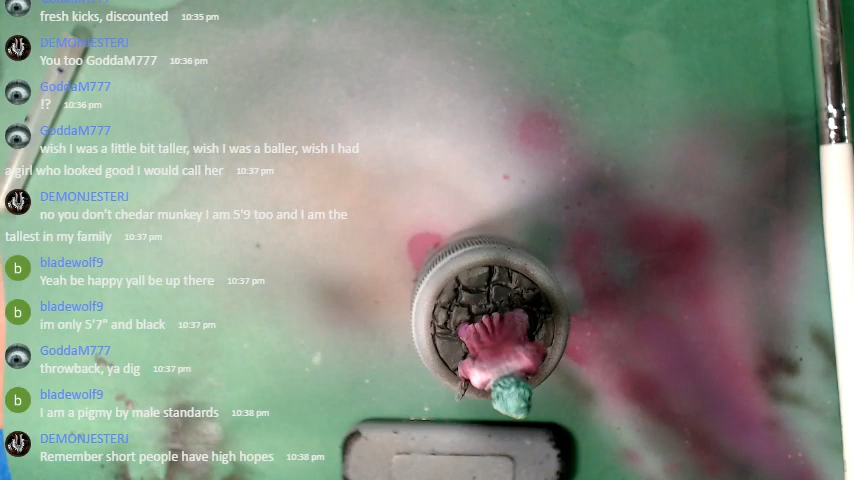 fresh kicks, discounted 10:35 pm
DEMONJESTERJ
You too GoddaM777 10:36 pm
GoddaM777
!? 10:36 pm
GoddaM777
wish I was a little bit taller, wish I was a baller, wish I had
a girl who looked good I would call her 10:37 pm
DEMONJESTERJ
no you don't chedar munkey I am 5'9 too and I am the
tallest in my family 10:37 pm
bladewolf9
Yeah be happy yall be up there 10:37 pm
bladewolf9
im only 5'7" and black 10:37 pm
GoddaM777
throwback, ya dig 10:37 pm
bladewolf9
I am a pigmy by male standards 10:38 pm
DEMONJESTERJ
Remember short people have high hopes 10:38 pm